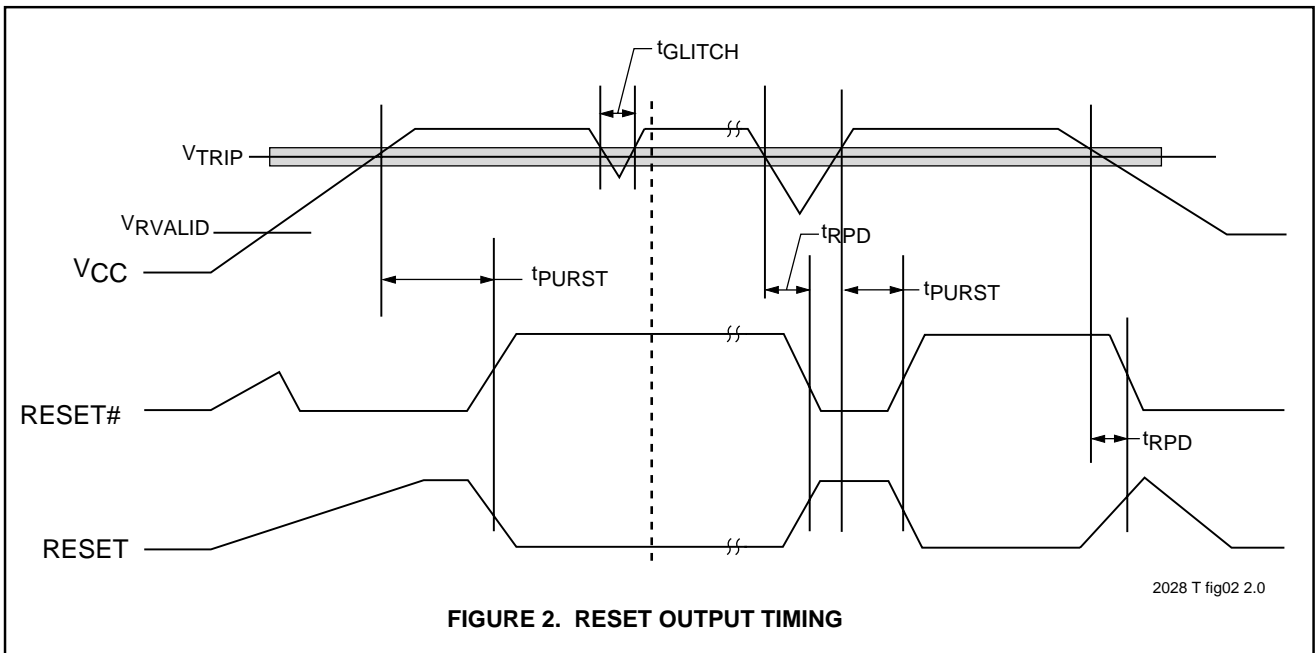 tGLITCH
VTRIP
VRVALID
VCC
tRPD
tPURST
tPURST
RESET#
tRPD
RESET
2028 T fig02 2.0
FIGURE 2. RESET OUTPUT TIMING